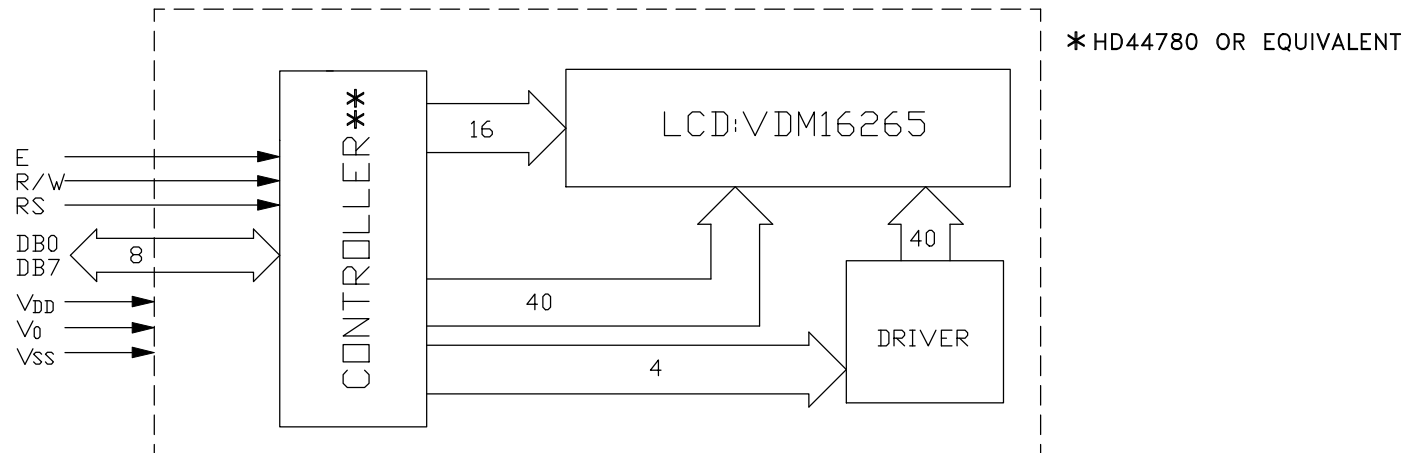 * HD44780 OR EQUIVALENT
LCD:VDM16265
CONTROLLER**
16
E
R/W
RS
DB0
DB7
8
40
40
VDD
V0
VSS
DRIVER
4